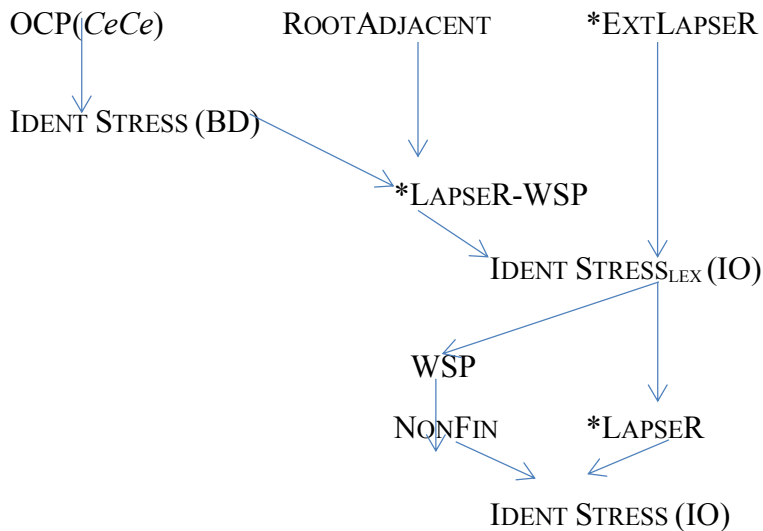 OCP(CeCe) ROOTADJACENT *EXTLAPSER
IDENT STRESS (BD)
*LAPSER-WSP
IDENT STRESSLEX (IO)
WSP
NONFIN *LAPSER
IDENT STRESS (IO)